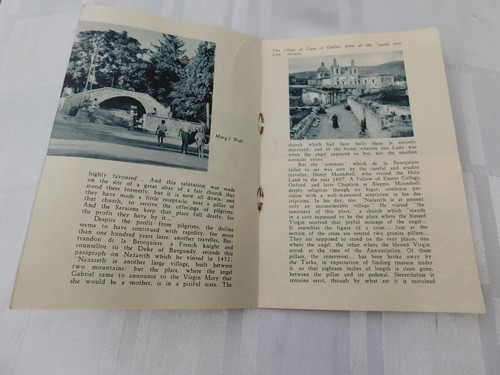 Mary's Well.
highly favoured'... And this salutation was made
on the site of a great altar of a fair church that
stood there formerly, but it is now all down: and
they have made a little receptacle, near a pillar of
that church, to receive the offerings of pilgrims.
And the Saracens keep that place full dearly, for
the profit they have by it..."
Despite the profit from pilgrims, the decline
seems to have continued with rapidity, for more
than one hundred years later, another traveller, Ber-
trandon de la Brocquiere, a French knight and
counsellor to the Duke of Burgundy, records this
paragraph on Nazareth which he visited in 1432:
"Nazareth is another large village, built between
two mountains: but the place, where the angel
Gabriel came to announce to the Virgin Mary that
she would be a mother, is in a pitiful state. The
The village of Cana in Galilee, scene of the "water into
wine" miracle.
church which had been built there is entirely
destroyed: and of the house wherein our Lady was
when the angel appeared to her, not the smallest
remnant exists."
But the 'remnant' which de la Brocquiere
failed to see was seen by the careful and erudite
traveller, Henry Maundrell, who visited the Holy
Land in the year 1697. A Fellow of Exeter College,
Oxford, and later Chaplain at Aleppo, Maundrell,
deeply religious though he was, continues
with a well-mannered scepticism in his des-
criptions. In his day, too, "Nazareth is at present
only an inconsiderable village." He visited "the
sanctuary of this place," a church which "stands
in a cave supposed to be the place where the blessed
Virgin received that joyful message of the angel...
It resembles the figure of a cross... Just at the
section of the cross are erected two granite pillars...
They are supposed to stand on the very places, one
where the angel, the other where the blessed Virgin
stood, at the time of the Annunciation. Of these
pillars, the innermost... has been broke away by
the Turks, in expectation of finding treasure under
it, so that eighteen inches of length is clean gone,
between the pillar and its pedestal. Nevertheless it
remains erect, though by what art it is sustained